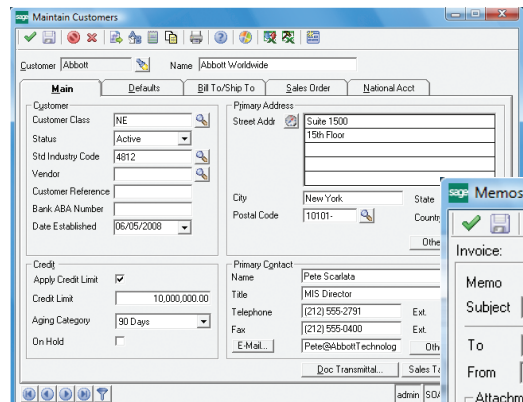 sage Maintain Customers
Customer Abbott Name Abbott Worldwide
Main Defaults Bill To/Ship To Sales Order National Acct
Customer
Customer Class NE
Status Active
Std Industry Code 4812
Vendor
Customer Reference
Bank ABA Number
Date Established 06/05/2008
Primary Address
Street Addr Suite 1500
15th Floor
City New York State
Postal Code 10101- Countr
Othe
Credit
Apply Credit Limit
Credit Limit 10,000,000.00
Aging Category 90 Days
On Hold
Primary Contact
Name Pete Scarlata
Title MIS Director
Telephone (212) 555-2791 Ext.
Fax (212) 555-0400 Ext.
E-Mail... Pete@AbbottTechnolog Oth
Doc Transmittal... Sales Ta
admin SOA
sage Memos
Invoice:
Memo
Subject
To
From
Attachm